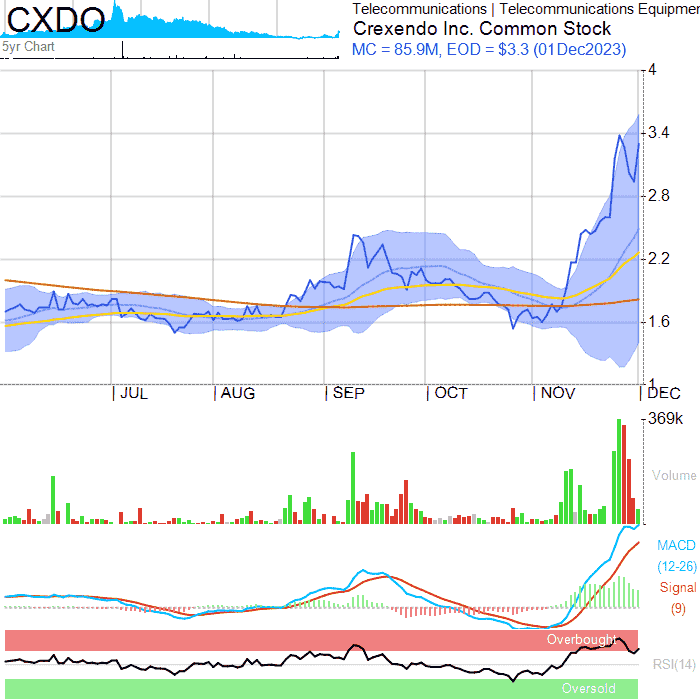 CXDO
Telecommunications | Telecommunications Equipmen
Crexendo Inc. Common Stock
5yr Chart
MC = 85.9M, EOD = $3.3 (01Dec2023)
4
3.4
2.8
2.2
1.6
1
JUL
AUG
SEP
OCT
NOV
DEC
369k
Volume
MACD
(12-26)
Signal
(9)
Overbought
RSI(14)
Oversold